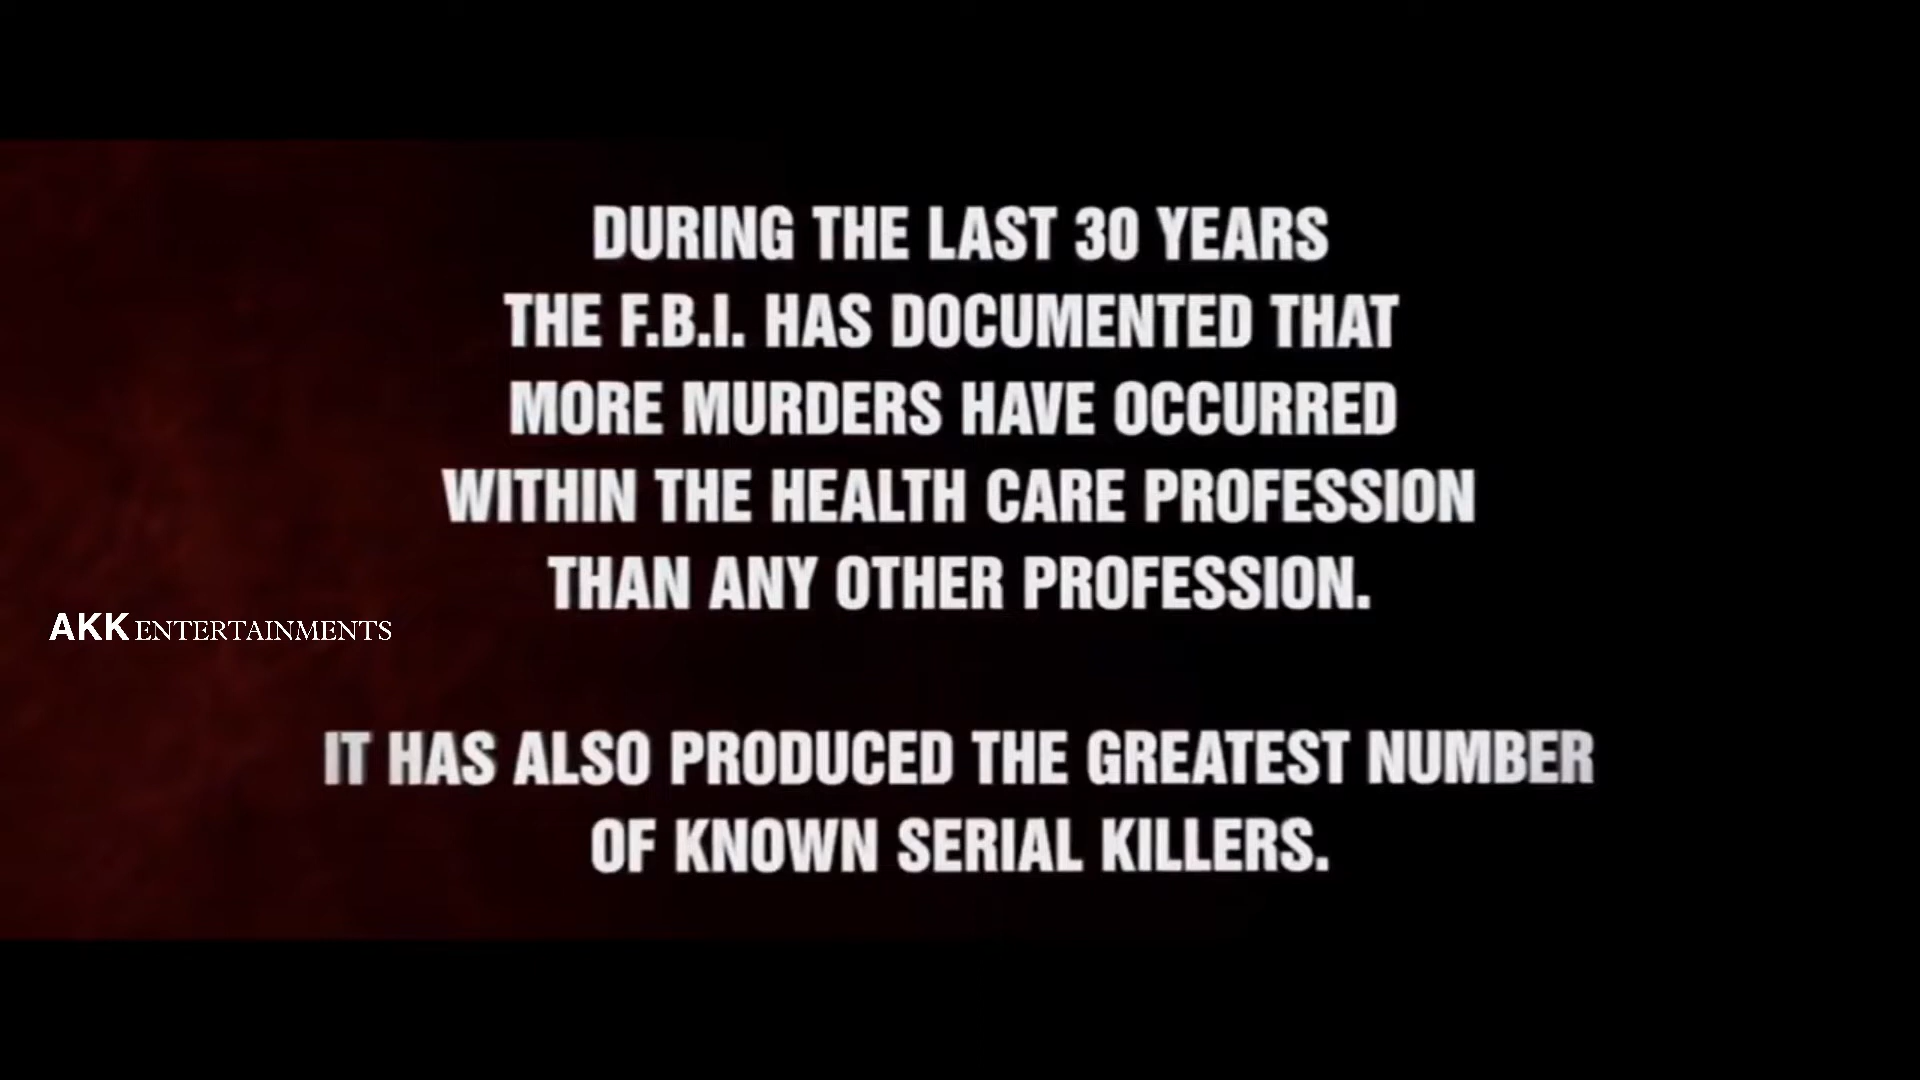 DURING THE LAST 30 YEARS
THE F.B.I. HAS DOCUMENTED THAT
MORE MURDERS HAVE OCCURRED
WITHIN THE HEALTH CARE PROFESSION
THAN ANY OTHER PROFESSION.
AKK ENTERTAINMENTS
IT HAS ALSO PRODUCED THE GREATEST NUMBER
OF KNOWN SERIAL KILLERS.